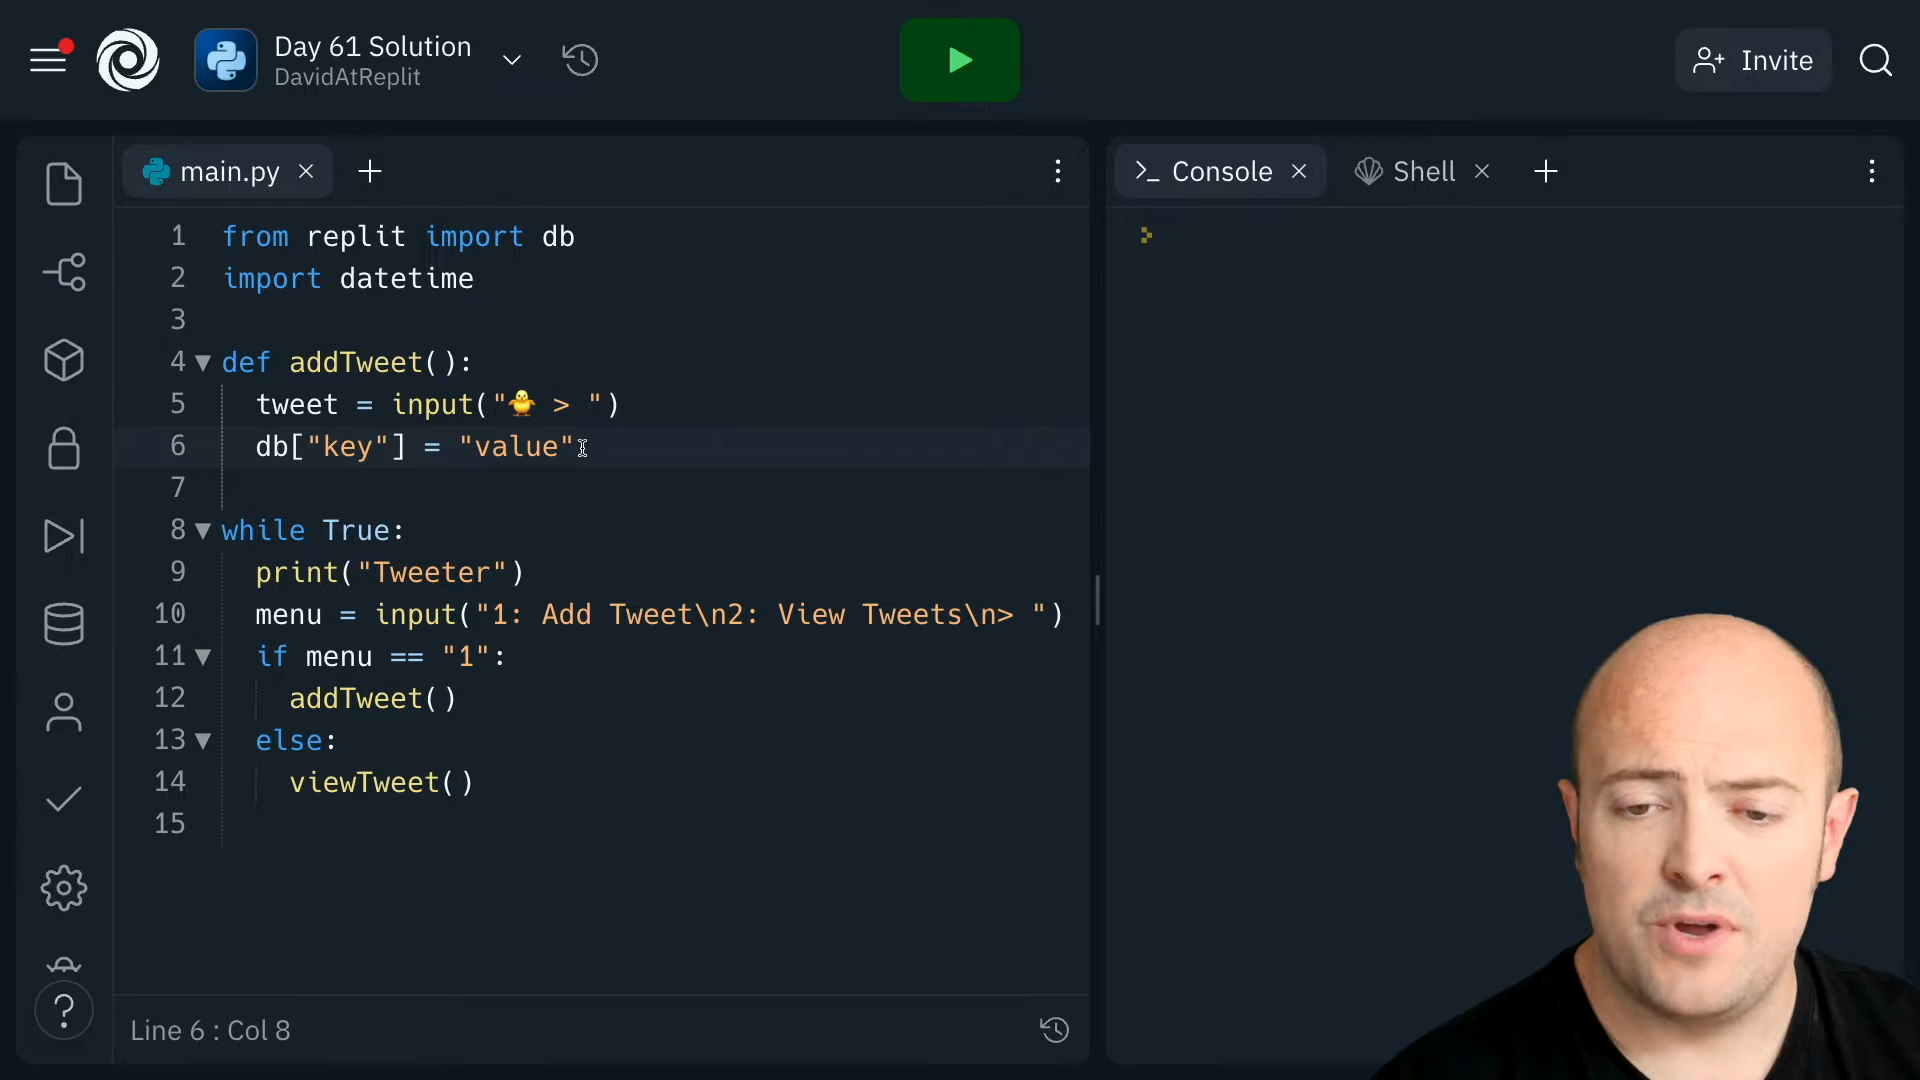 Day 61 Solution
DavidAtReplit
Invite
main.py
Console
Shell
1 from replit import db
2 import datetime
3
4 def addTweet():
5 tweet = input("🐥 > ")
6 db["key"] = "value"
7
8 while True:
9 print("Tweeter")
10 menu = input("1: Add Tweet\n2: View Tweets\n> ")
11 if menu == "1":
12 addTweet()
13 else:
14 viewTweet()
15
Line 6 : Col 8